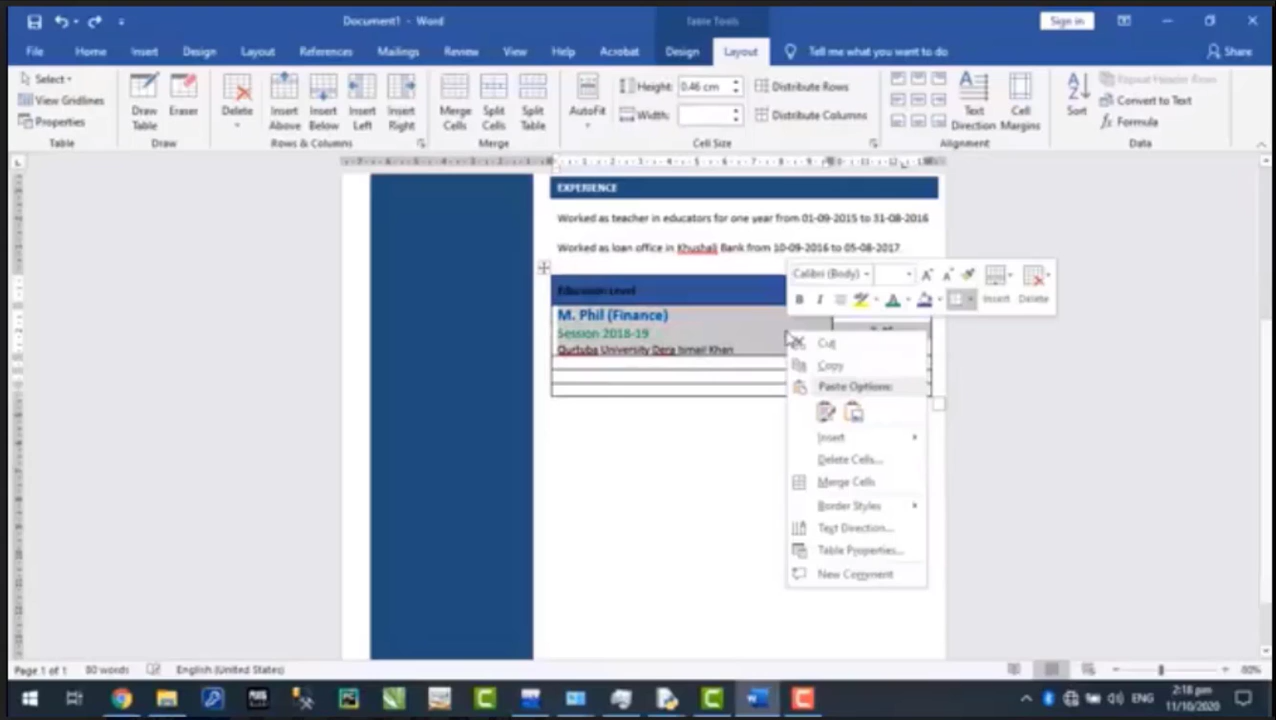 Document1 - Word
Table Tools
Sign in
File Home Insert Design Layout References Mailings Review View Help Acrobat Design Layout Tell me what you want to do Share
Select
View Gridlines
Properties
Table
Draw Table
Eraser
Draw
Delete
Insert Above
Insert Below
Insert Left
Insert Right
Rows & Columns
Merge Cells
Split Cells
Split Table
Merge
AutoFit
Height: 0.46 cm
Width:
Distribute Rows
Distribute Columns
Cell Size
Text Direction
Cell Margins
Alignment
Sort
Repeat Header Rows
Convert to Text
Formula
Data
EXPERIENCE
Worked as teacher in educators for one year from 01-09-2015 to 31-08-2016
Worked as loan office in Khushali Bank from 10-09-2016 to 05-08-2017
Calibri (Body)
Insert Delete
Education Level
M. Phil (Finance)
Session 2018-19
Qurtuba University Dera Ismail Khan
Cut
Copy
Paste Options:
Insert
Delete Cells...
Merge Cells
Border Styles
Text Direction...
Table Properties...
New Comment
Page 1 of 1 80 words English (United States) 80%
ENG
2:18 pm
11/10/2020